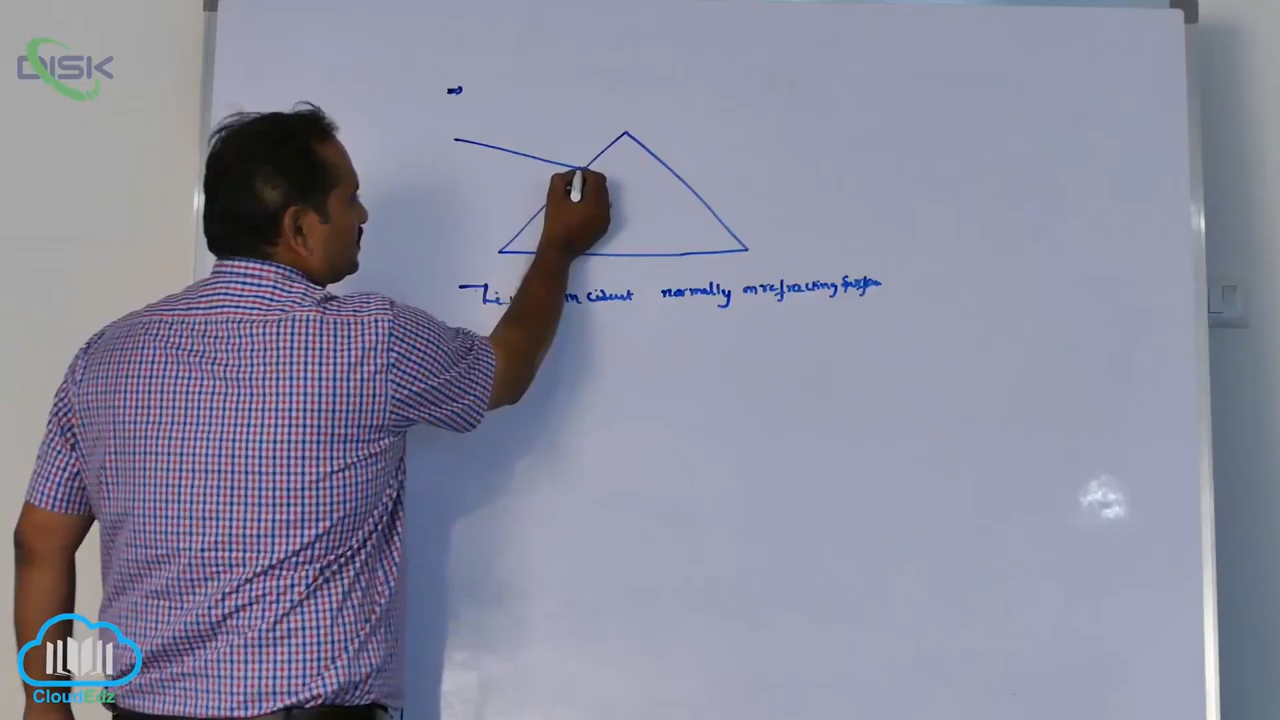 DISK
⇒
incident normally on refracting
CloudEdz